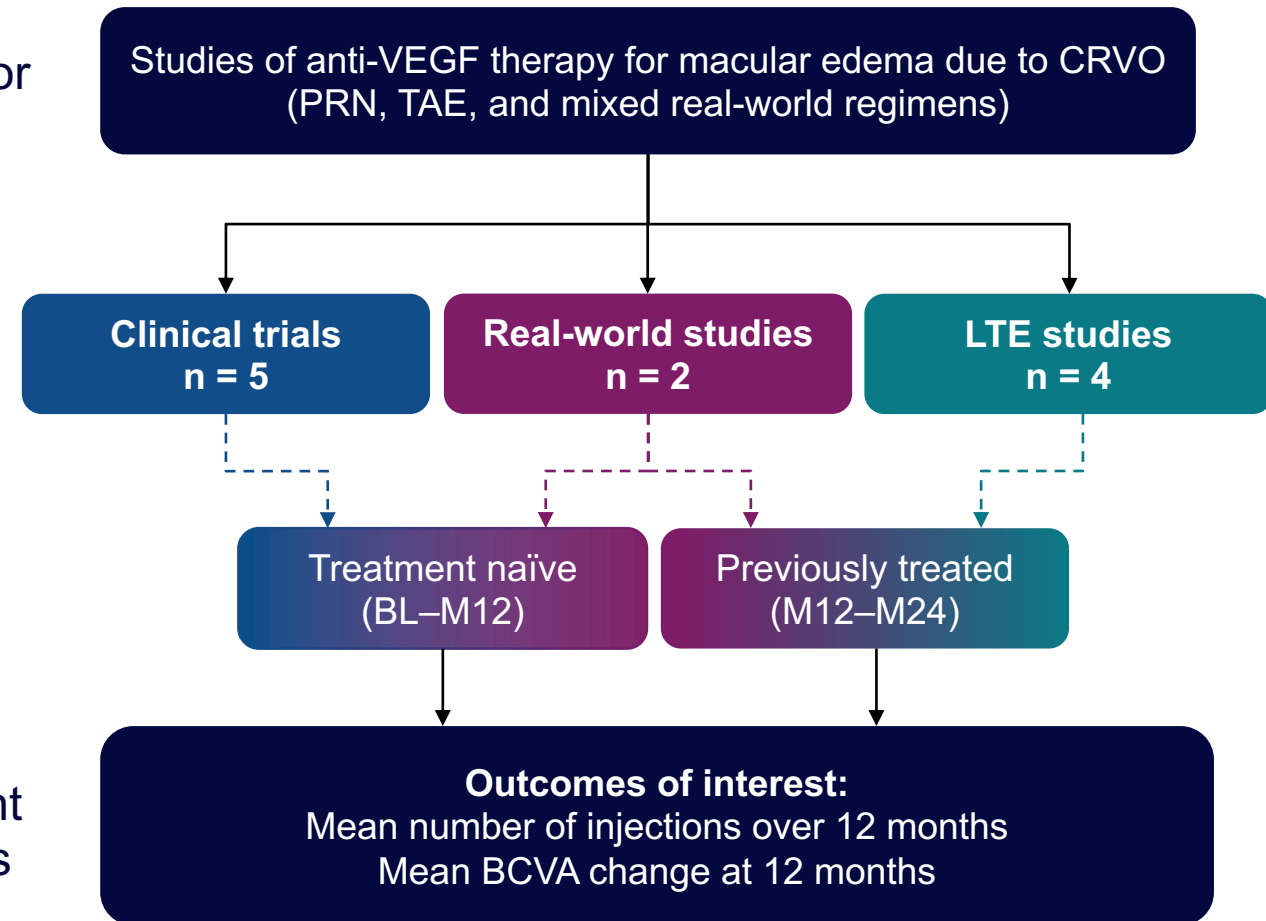 or
Studies of anti-VEGF therapy for macular edema due to CRVO
(PRN, TAE, and mixed real-world regimens)
Clinical trials
n = 5
Real-world studies
n = 2
LTE studies
n = 4
Treatment naïve
(BL–M12)
Previously treated
(M12–M24)
nt
s
Outcomes of interest:
Mean number of injections over 12 months
Mean BCVA change at 12 months